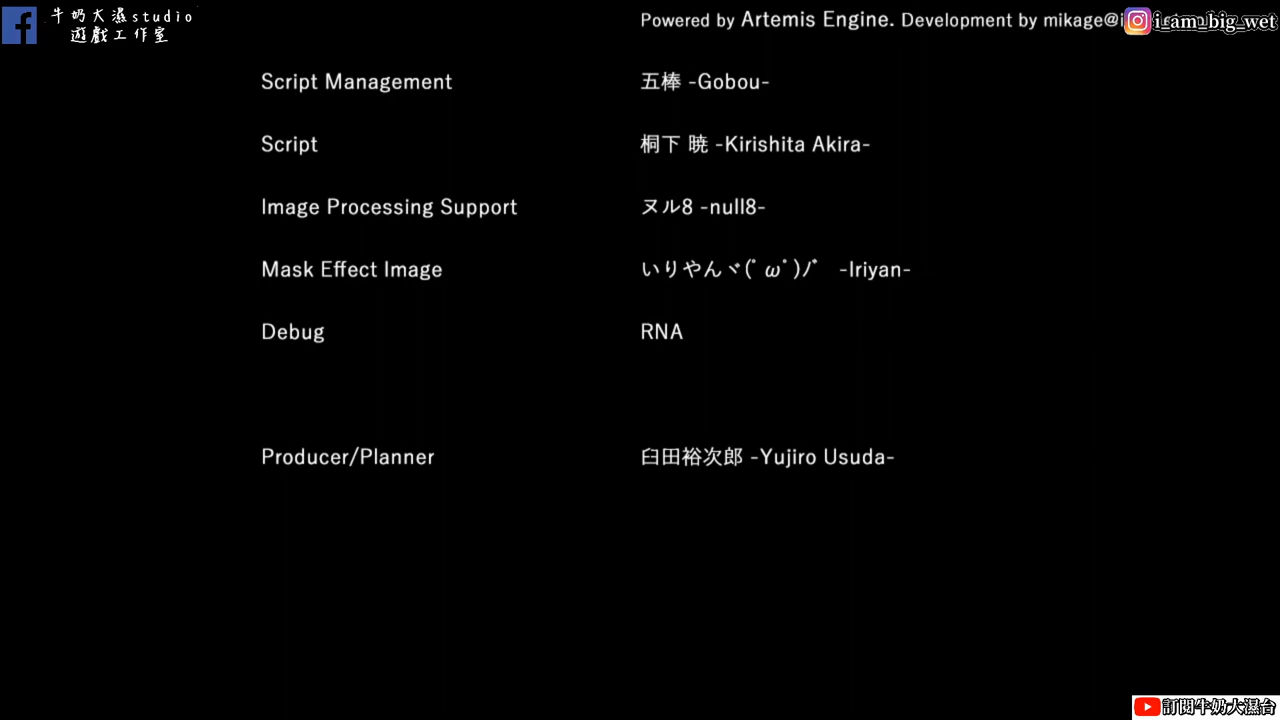 牛奶大濕studio
遊戲工作室
Powered by Artemis Engine. Development by mikage@i
i_am_big_wet
Script Management 五棒 -Gobou-
Script 桐下 暁 -Kirishita Akira-
Image Processing Support ヌル8 -null8-
Mask Effect Image いりやんヾ(ﾟωﾟ)ﾉﾞ -Iriyan-
Debug RNA
Producer/Planner 臼田裕次郎 -Yujiro Usuda-
訂閱牛奶大濕台